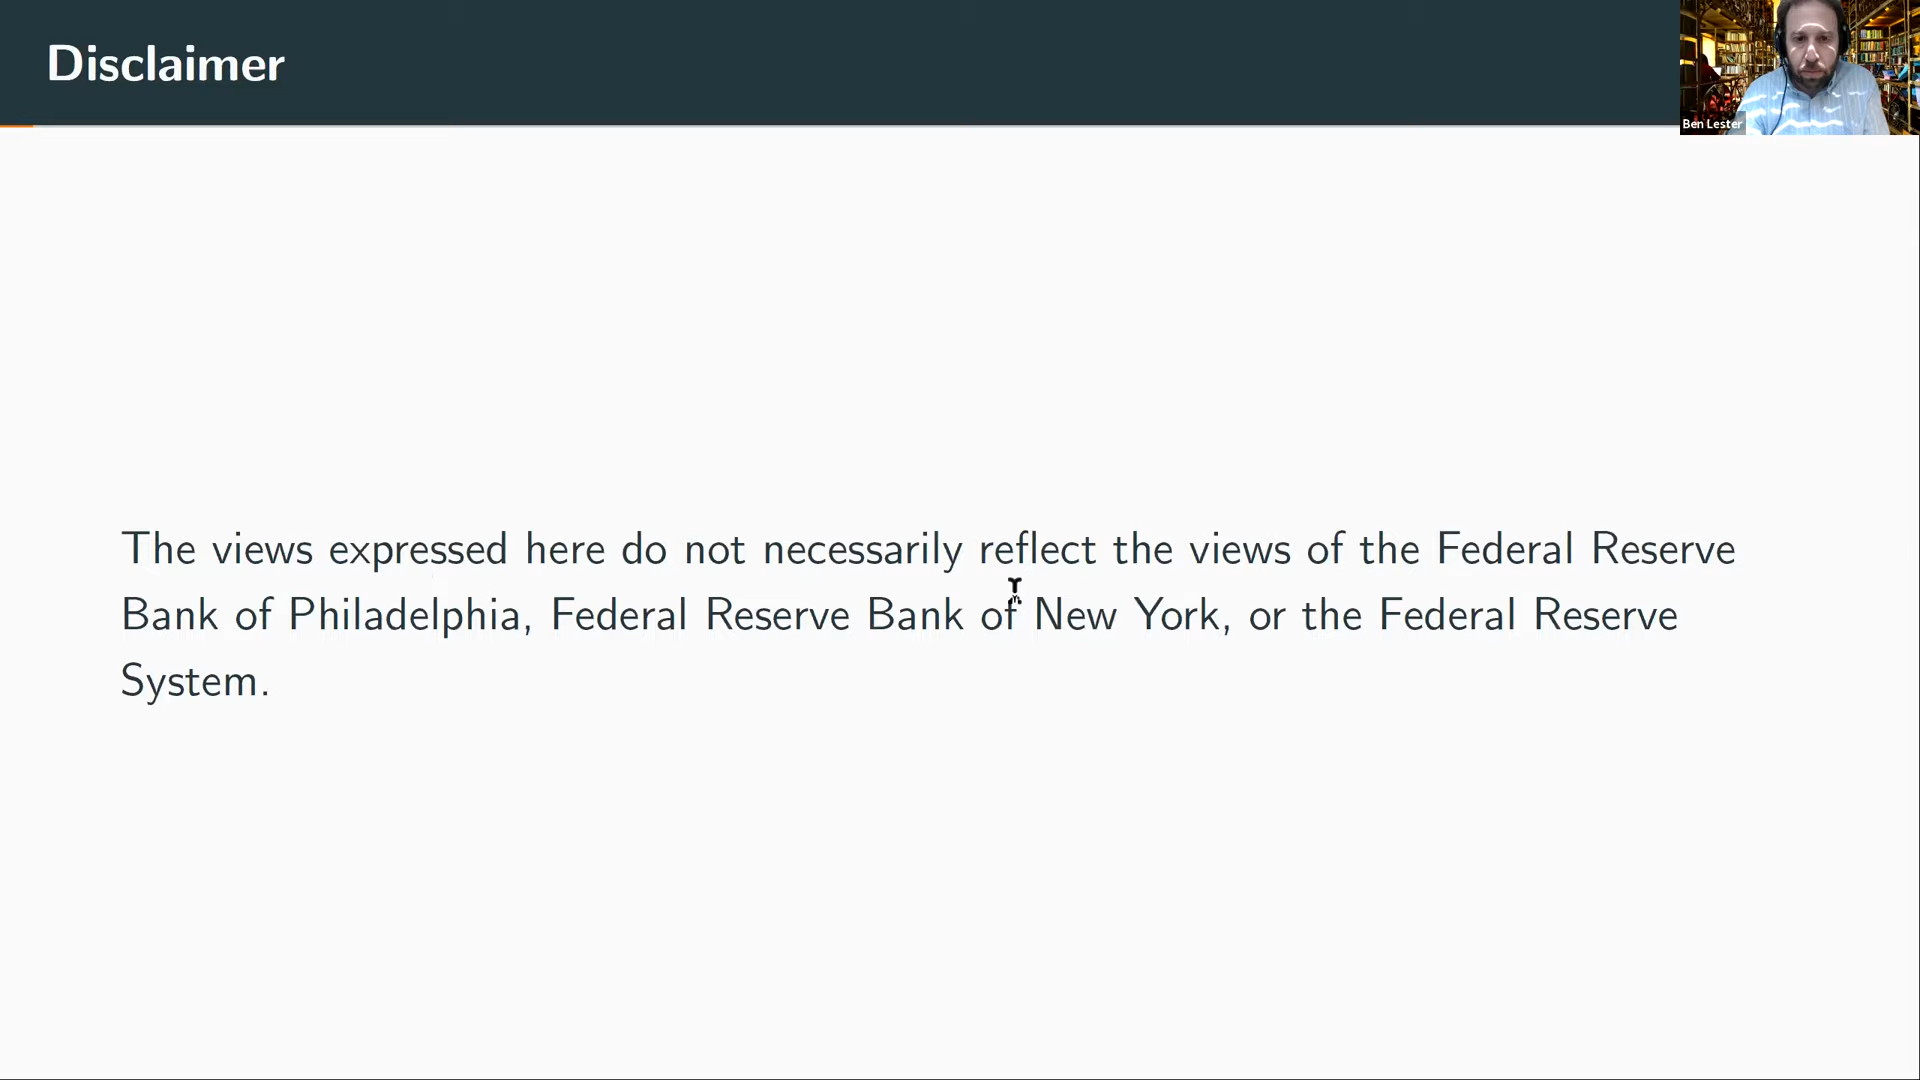 Disclaimer
Ben Lester
The views expressed here do not necessarily reflect the views of the Federal Reserve
Bank of Philadelphia, Federal Reserve Bank of New York, or the Federal Reserve
System.